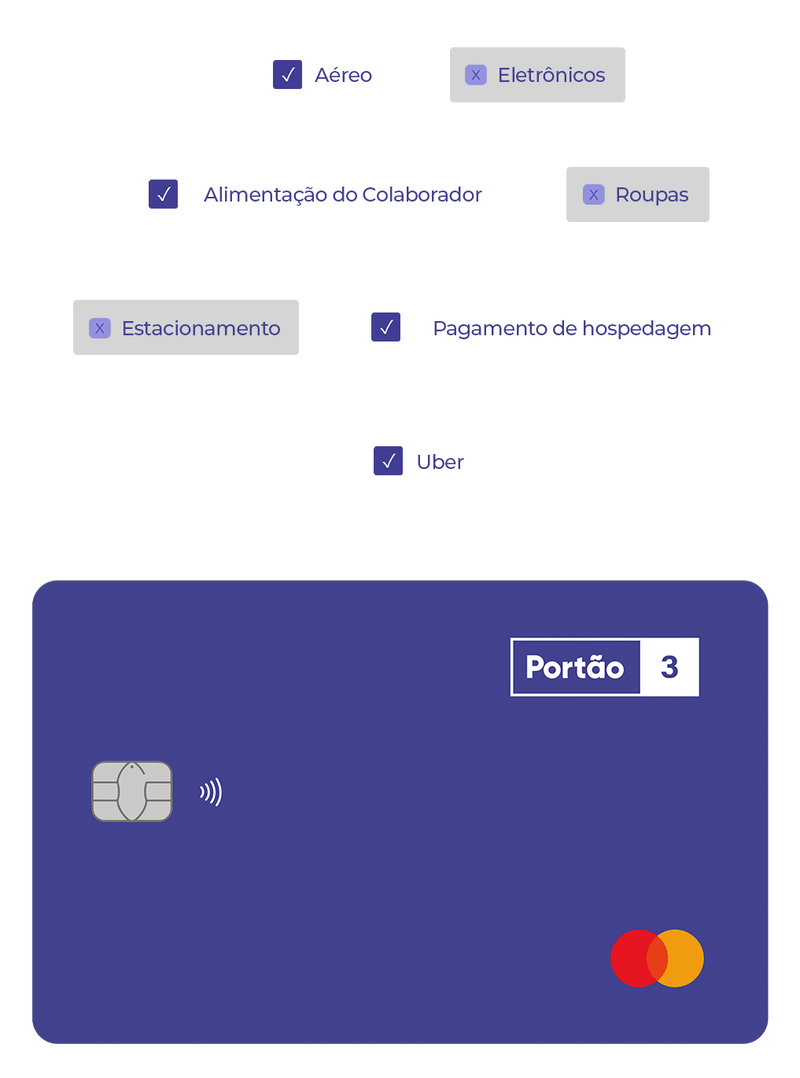 ✓ Aéreo
X Eletrônicos
✓ Alimentação do Colaborador
X Roupas
X Estacionamento
✓ Pagamento de hospedagem
✓ Uber
Portão 3